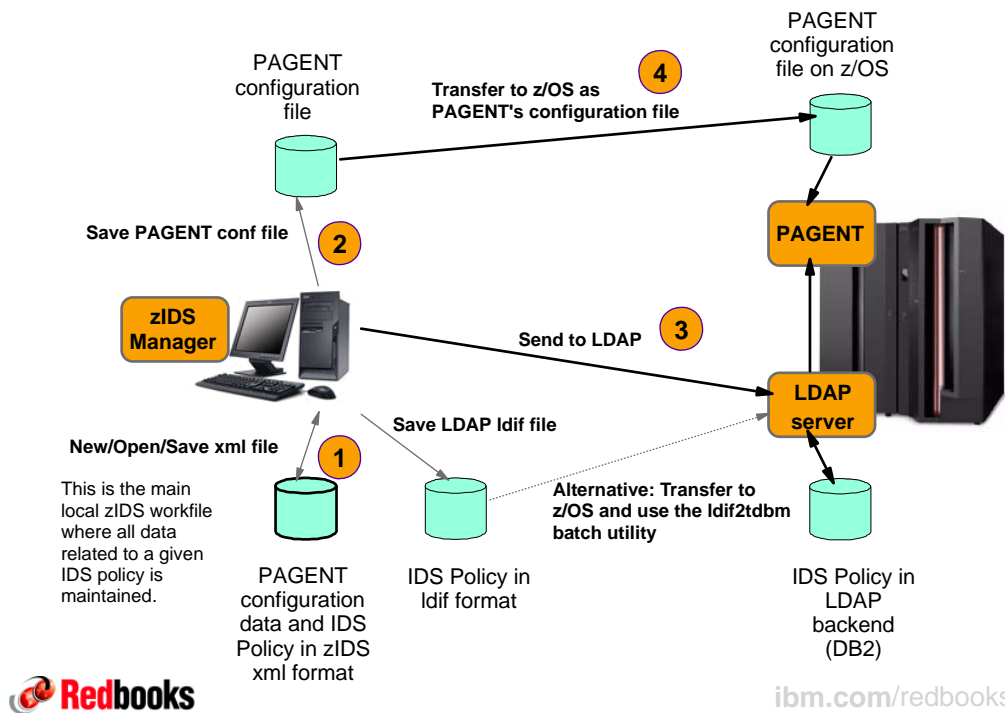 PAGENT
configuration
file
Transfer to z/OS as
PAGENT's configuration file
4
PAGENT
configuration
file on z/OS
Save PAGENT conf file
2
PAGENT
zIDS
Manager
Send to LDAP
3
LDAP
server
New/Open/Save xml file
1
Save LDAP ldif file
This is the main
local zIDS workfile
where all data
related to a given
IDS policy is
maintained.
Alternative: Transfer to
z/OS and use the ldif2tdbm
batch utility
PAGENT
configuration
data and IDS
Policy in zIDS
xml format
IDS Policy in
ldif format
IDS Policy in
LDAP
backend
(DB2)
Redbooks
ibm.com/redbooks